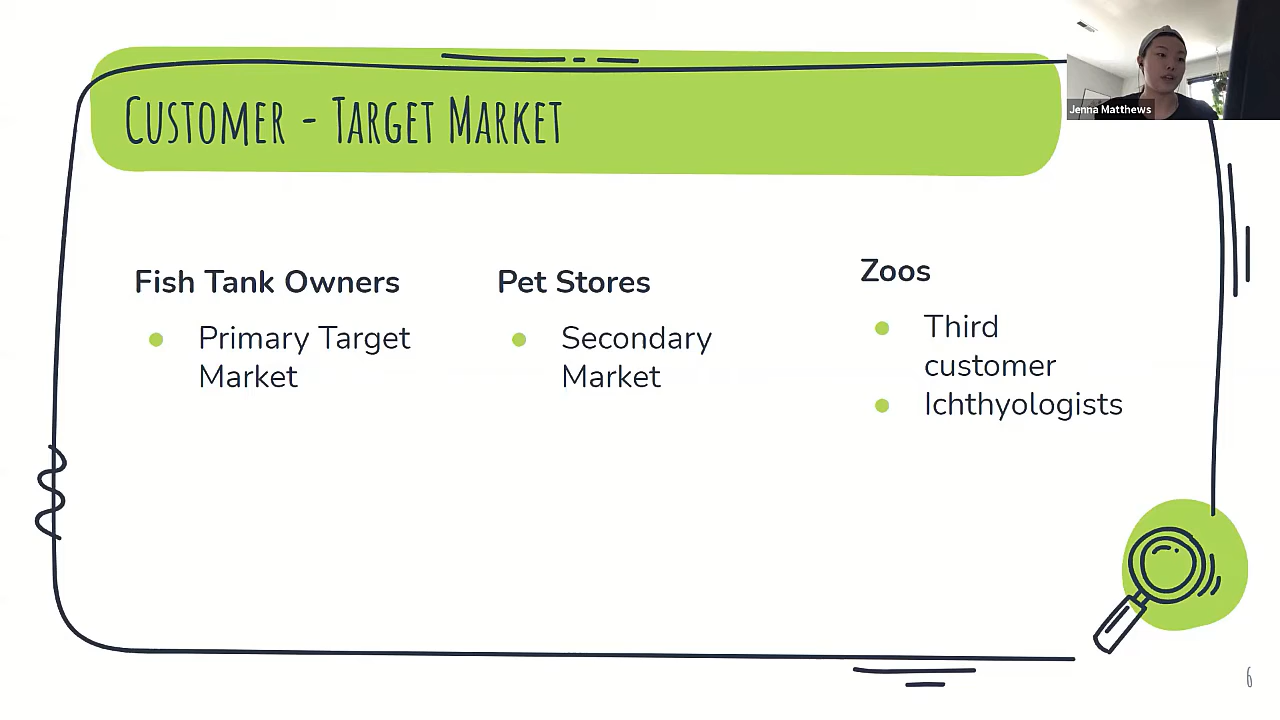 Customer - Target Market
Jenna Matthews
Fish Tank Owners
● Primary Target
Market
Pet Stores
● Secondary
Market
Zoos
● Third
customer
● Ichthyologists
6